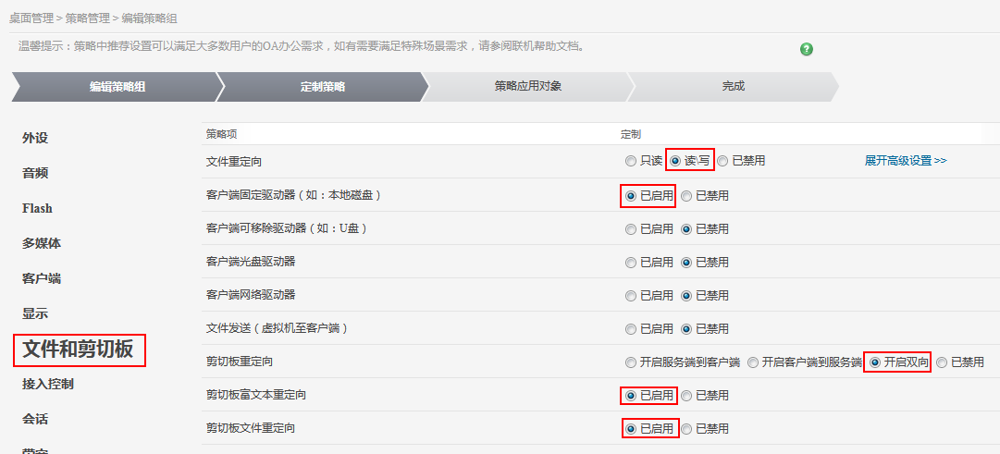 桌面管理 > 策略管理 > 编辑策略组
温馨提示：策略中推荐设置可以满足大多数用户的OA办公需求，如有需要满足特殊场景需求，请参阅联机帮助文档。
?
编辑策略组 定制策略 策略应用对象 完成
外设
音频
Flash
多媒体
客户端
显示
文件和剪切板
接入控制
会话
策略项 定制
文件重定向 只读 读\写 已禁用 展开高级设置 >>
客户端固定驱动器（如：本地磁盘） 已启用 已禁用
客户端可移除驱动器（如：U盘） 已启用 已禁用
客户端光盘驱动器 已启用 已禁用
客户端网络驱动器 已启用 已禁用
文件发送（虚拟机至客户端） 已启用 已禁用
剪切板重定向 开启服务端到客户端 开启客户端到服务端 开启双向 已禁用
剪切板富文本重定向 已启用 已禁用
剪切板文件重定向 已启用 已禁用